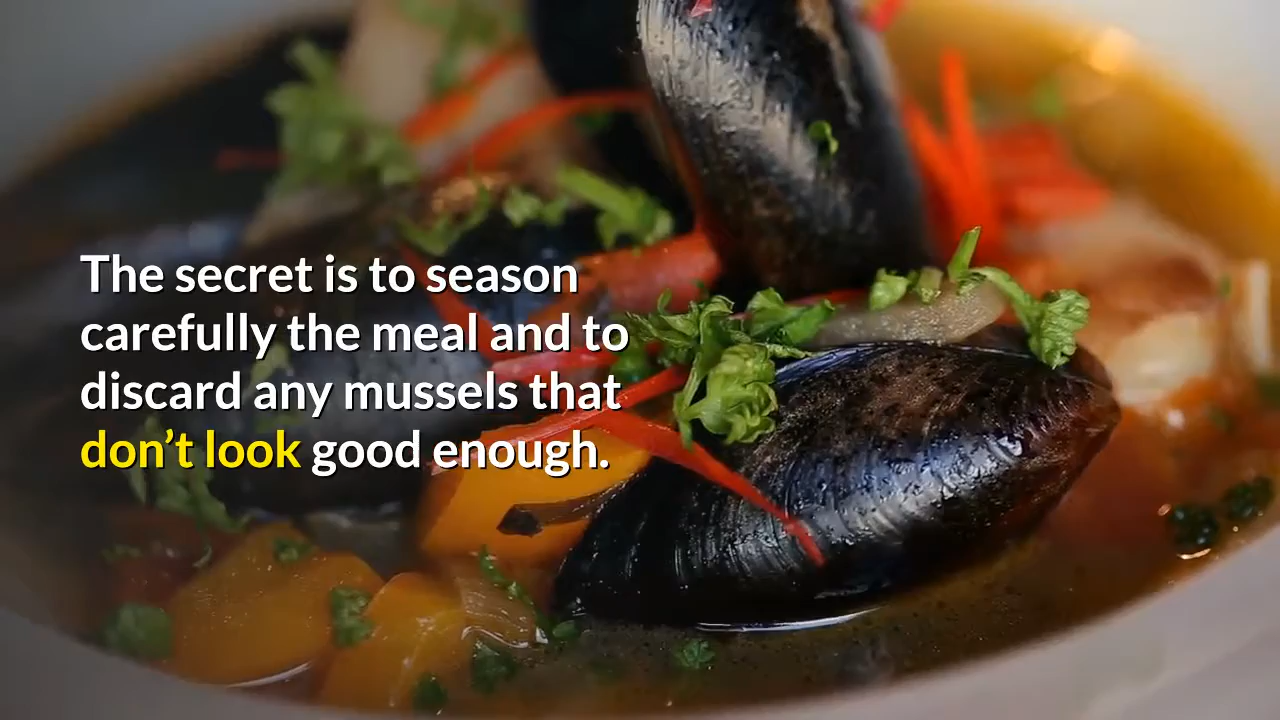 The secret is to season
carefully the meal and to
discard any mussels that
don’t look good enough.